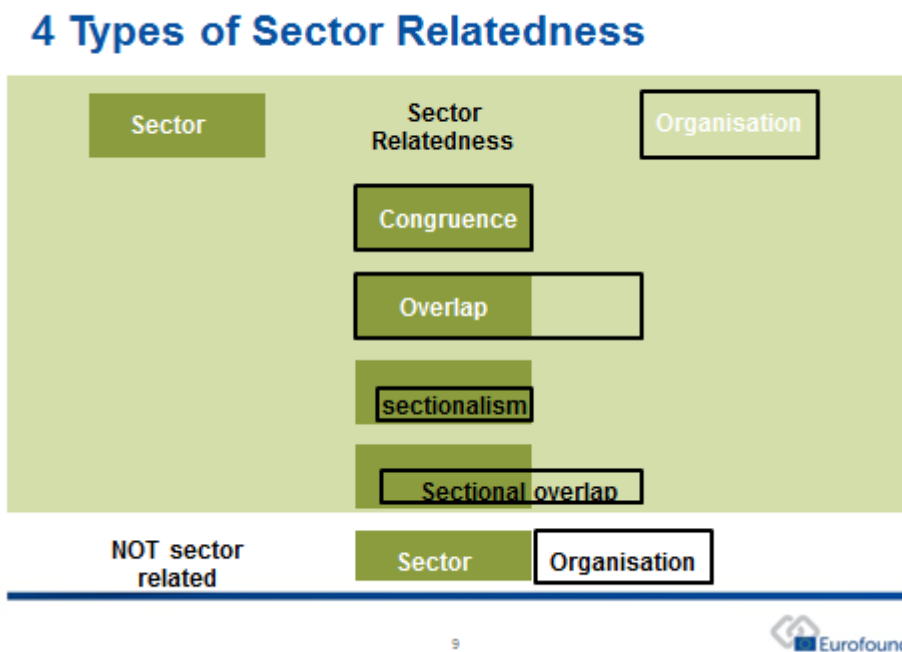 4 Types of Sector Relatedness
Sector
Sector
Relatedness
Organisation
Congruence
Overlap
sectionalism
Sectional overlap
NOT sector
related
Sector
Organisation
9
Eurofound